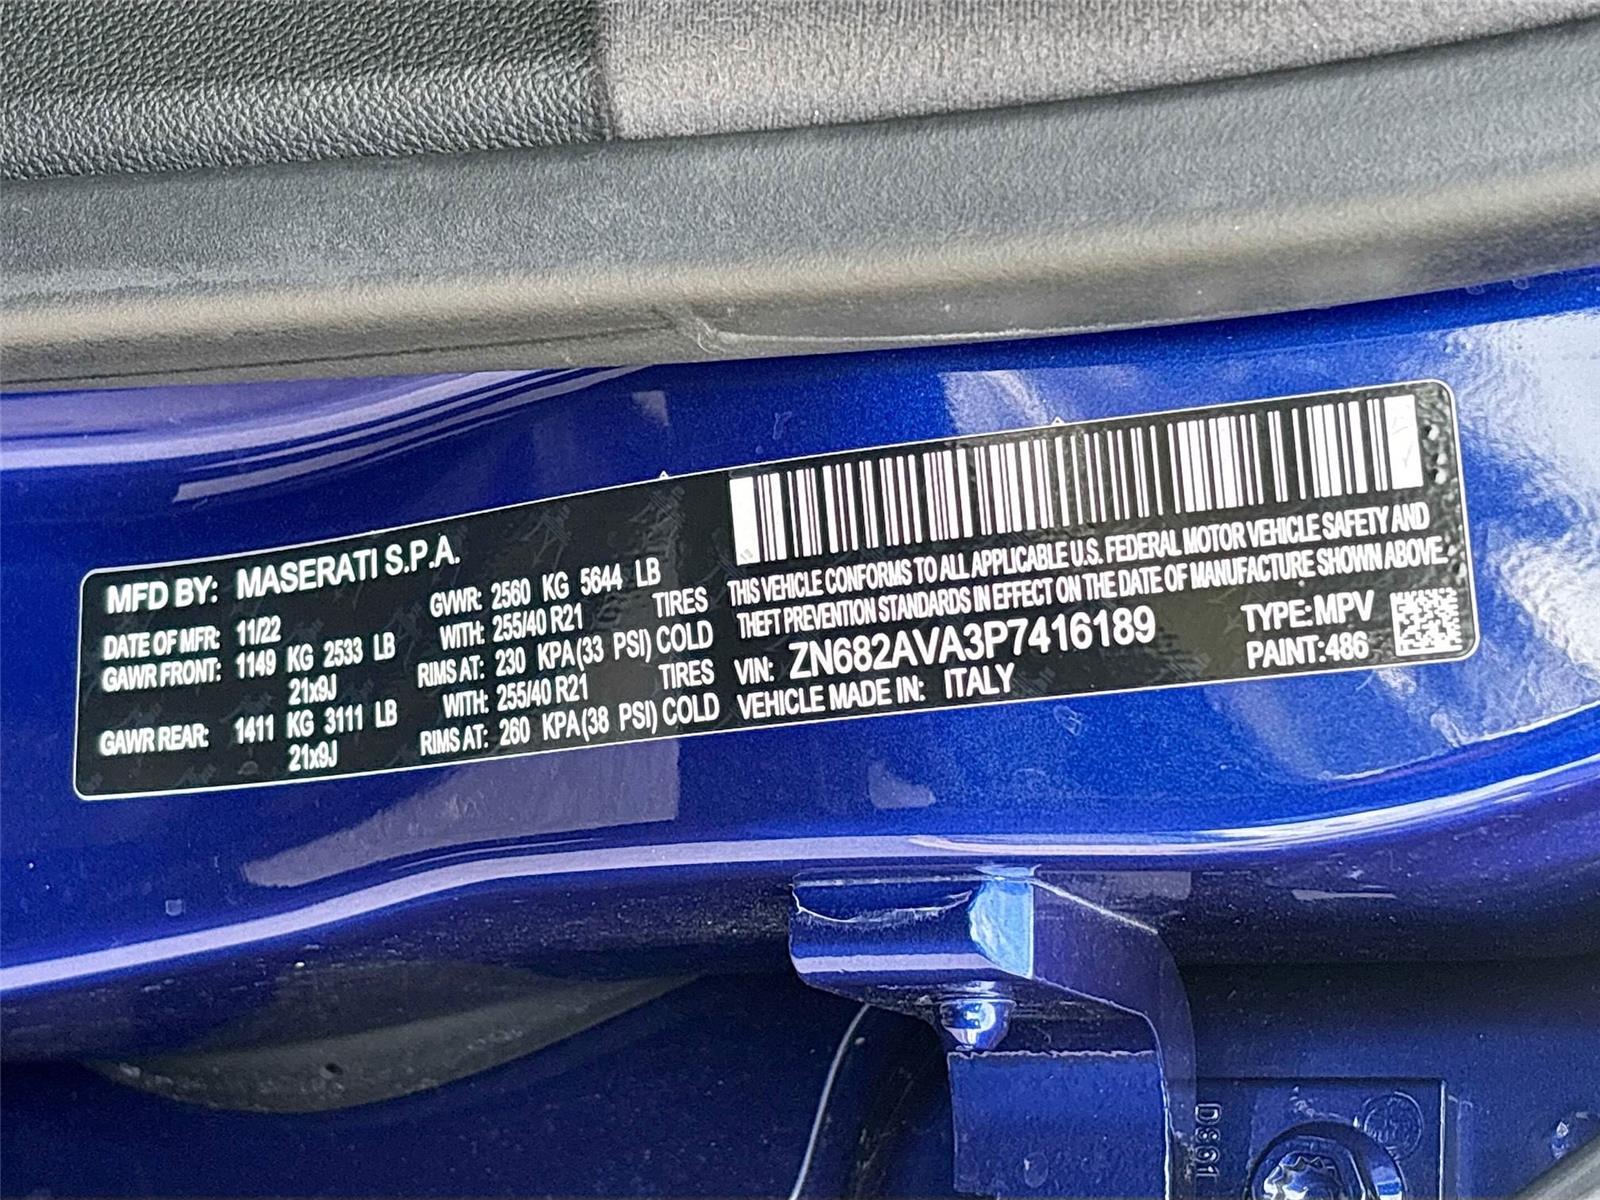 MFD BY: MASERATI S.P.A.
DATE OF MFR: 11/22 GVWR: 2560 KG 5644 LB
GAWR FRONT: 1149 KG 2533 LB WITH: 255/40 R21 TIRES
21x9J RIMS AT: 230 KPA(33 PSI) COLD
GAWR REAR: 1411 KG 3111 LB WITH: 255/40 R21 TIRES
21x9J RIMS AT: 260 KPA(38 PSI) COLD
THIS VEHICLE CONFORMS TO ALL APPLICABLE U.S. FEDERAL MOTOR VEHICLE SAFETY AND
THEFT PREVENTION STANDARDS IN EFFECT ON THE DATE OF MANUFACTURE SHOWN ABOVE.
VIN: ZN682AVA3P7416189 TYPE:MPV
VEHICLE MADE IN: ITALY PAINT:486